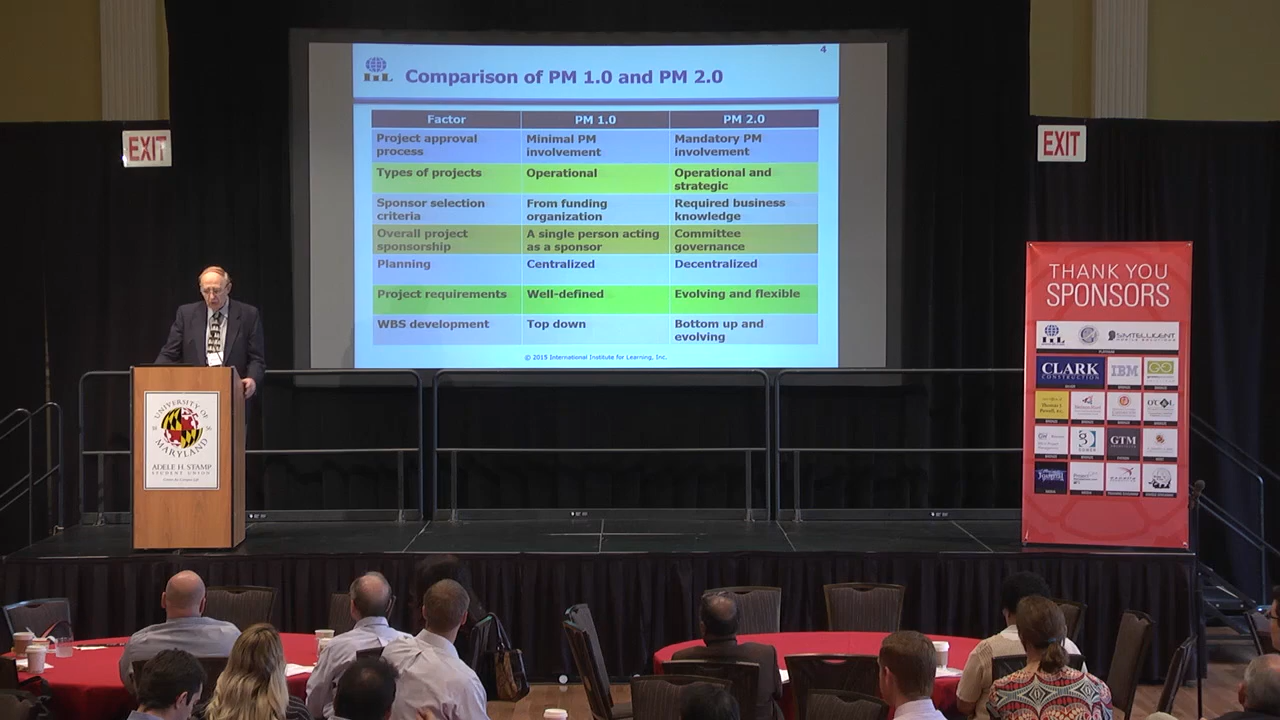 4
IIL
Comparison of PM 1.0 and PM 2.0
Factor PM 1.0 PM 2.0
Project approval process Minimal PM involvement Mandatory PM involvement
Types of projects Operational Operational and strategic
Sponsor selection criteria From funding organization Required business knowledge
Overall project sponsorship A single person acting as a sponsor Committee governance
Planning Centralized Decentralized
Project requirements Well-defined Evolving and flexible
WBS development Top down Bottom up and evolving
© 2015 International Institute for Learning, Inc.
EXIT
EXIT
UNIVERSITY OF
MARYLAND
ADELE H. STAMP
STUDENT UNION
THANK YOU
SPONSORS
IIL
SIMTELLIGENT
CLARK
CONSTRUCTION
IBM
GTM